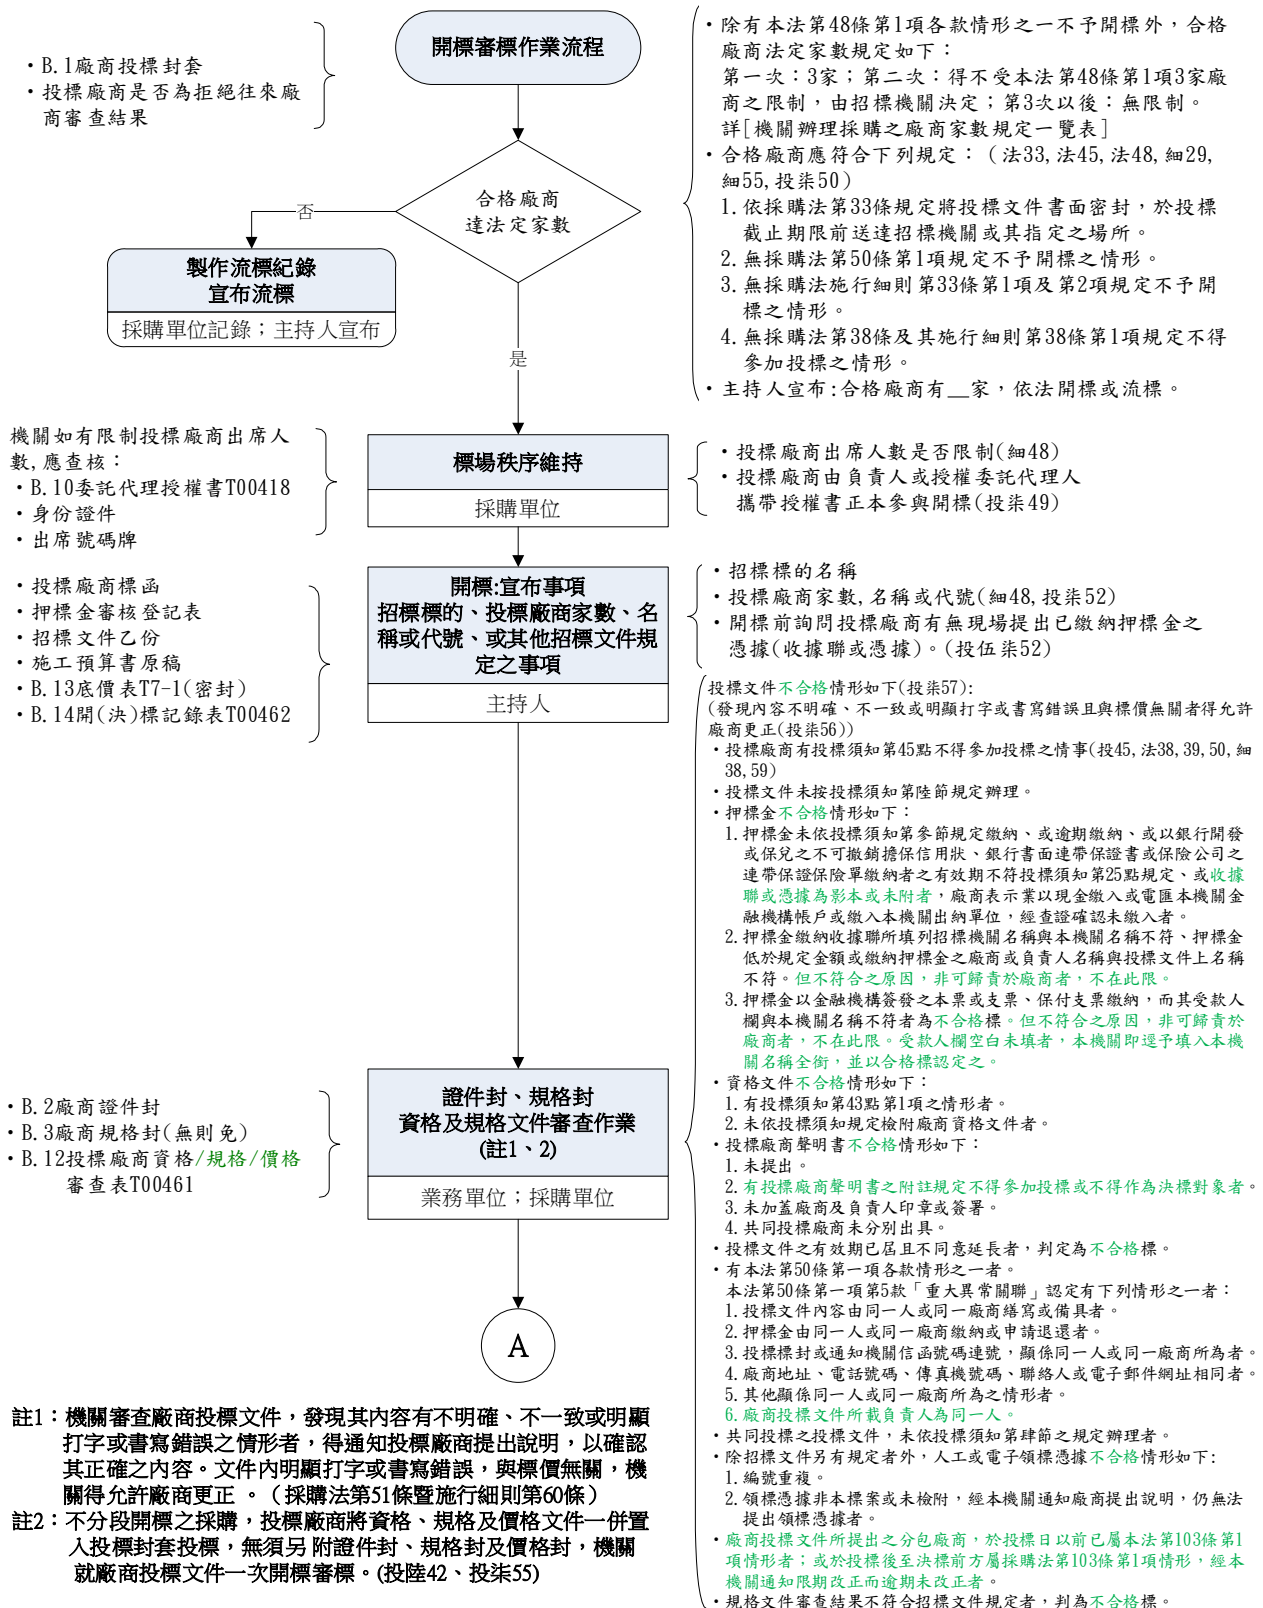 開標審標作業流程
・B.1廠商投標封套
・投標廠商是否為拒絕往來廠
商審查結果
・除有本法第48條第1項各款情形之一不予開標外，合格
廠商法定家數規定如下：
第一次：3家；第二次：得不受本法第48條第1項3家廠
商之限制，由招標機關決定；第3次以後：無限制。
詳[機關辦理採購之廠商家數規定一覽表]
・合格廠商應符合下列規定：（法33,法45,法48,細29,
細55,投柒50）
1.依採購法第33條規定將投標文件書面密封，於投標
截止期限前送達招標機關或其指定之場所。
2.無採購法第50條第1項規定不予開標之情形。
3.無採購法施行細則第33條第1項及第2項規定不予開
標之情形。
4.無採購法第38條及其施行細則第38條第1項規定不得
參加投標之情形。
・主持人宣布:合格廠商有__家，依法開標或流標。
合格廠商
達法定家數
否
製作流標紀錄
宣布流標
採購單位記錄；主持人宣布
是
機關如有限制投標廠商出席人
數,應查核：
・B.10委託代理授權書T00418
・身份證件
・出席號碼牌
標場秩序維持
採購單位
・投標廠商出席人數是否限制(細48)
・投標廠商由負責人或授權委託代理人
攜帶授權書正本參與開標(投柒49)
・投標廠商標函
・押標金審核登記表
・招標文件乙份
・施工預算書原稿
・B.13底價表T7-1(密封)
・B.14開(決)標記錄表T00462
開標:宣布事項
招標標的、投標廠商家數、名
稱或代號、或其他招標文件規
定之事項
主持人
・招標標的名稱
・投標廠商家數,名稱或代號(細48,投柒52)
・開標前詢問投標廠商有無現場提出已繳納押標金之
憑據(收據聯或憑據)。(投伍柒52)
投標文件不合格情形如下(投柒57):
(發現內容不明確、不一致或明顯打字或書寫錯誤且與標價無關者得允許
廠商更正(投柒56))
・投標廠商有投標須知第45點不得參加投標之情事(投45,法38,39,50,細
38,59)
・投標文件未按投標須知第陸節規定辦理。
・押標金不合格情形如下：
1.押標金未依投標須知第參節規定繳納、或逾期繳納、或以銀行開發
或保兌之不可撤銷擔保信用狀、銀行書面連帶保證書或保險公司之
連帶保證保險單繳納者之有效期不符投標須知第25點規定、或收據
聯或憑據為影本或未附者，廠商表示業以現金繳入或電匯本機關金
融機構帳戶或繳入本機關出納單位，經查證確認未繳入者。
2.押標金繳納收據聯所填列招標機關名稱與本機關名稱不符、押標金
低於規定金額或繳納押標金之廠商或負責人名稱與投標文件上名稱
不符。但不符合之原因，非可歸責於廠商者，不在此限。
3.押標金以金融機構簽發之本票或支票、保付支票繳納，而其受款人
欄與本機關名稱不符者為不合格標。但不符合之原因，非可歸責於
廠商者，不在此限。受款人欄空白未填者，本機關即逕予填入本機
關名稱全銜，並以合格標認定之。
・資格文件不合格情形如下：
1.有投標須知第43點第1項之情形者。
2.未依投標須知規定檢附廠商資格文件者。
・投標廠商聲明書不合格情形如下：
1.未提出。
2.有投標廠商聲明書之附註規定不得參加投標或不得作為決標對象者。
3.未加蓋廠商及負責人印章或簽署。
4.共同投標廠商未分別出具。
・投標文件之有效期已屆且不同意延長者，判定為不合格標。
・有本法第50條第一項各款情形之一者。
本法第50條第一項第5款「重大異常關聯」認定有下列情形之一者：
1.投標文件內容由同一人或同一廠商繕寫或備具者。
2.押標金由同一人或同一廠商繳納或申請退還者。
3.投標標封或通知機關信函號碼連號，顯係同一人或同一廠商所為者。
4.廠商地址、電話號碼、傳真機號碼、聯絡人或電子郵件網址相同者。
5.其他顯係同一人或同一廠商所為之情形者。
6.廠商投標文件所載負責人為同一人。
・共同投標之投標文件，未依投標須知第肆節之規定辦理者。
・除招標文件另有規定者外，人工或電子領標憑據不合格情形如下:
1.編號重複。
2.領標憑據非本標案或未檢附，經本機關通知廠商提出說明，仍無法
提出領標憑據者。
・廠商投標文件所提出之分包廠商，於投標日以前已屬本法第103條第1
項情形者；或於投標後至決標前方屬採購法第103條第1項情形，經本
機關通知限期改正而逾期未改正者。
・規格文件審查結果不符合招標文件規定者，判為不合格標。
・B.2廠商證件封
・B.3廠商規格封(無則免)
・B.12投標廠商資格/規格/價格
審查表T00461
證件封、規格封
資格及規格文件審查作業
(註1、2)
業務單位；採購單位
A
註1：機關審查廠商投標文件，發現其內容有不明確、不一致或明顯
打字或書寫錯誤之情形者，得通知投標廠商提出說明，以確認
其正確之內容。文件內明顯打字或書寫錯誤，與標價無關，機
關得允許廠商更正 。（採購法第51條暨施行細則第60條）
註2：不分段開標之採購，投標廠商將資格、規格及價格文件一併置
入投標封套投標，無須另 附證件封、規格封及價格封，機關
就廠商投標文件一次開標審標。(投陸42、投柒55)